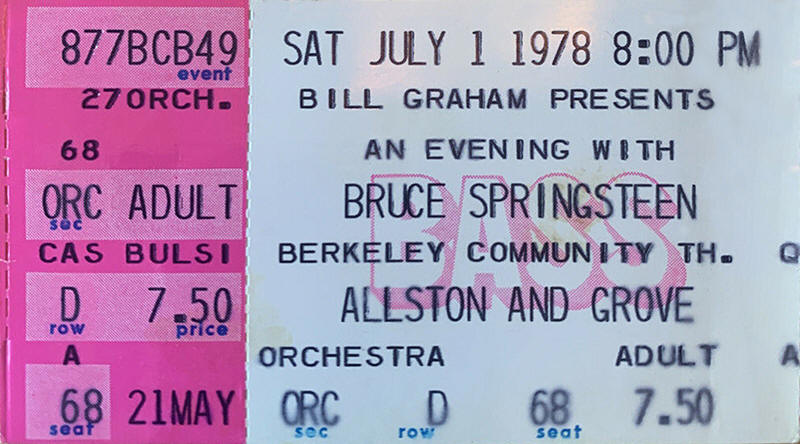 877BCB49
event
27ORCH.
68
ORC ADULT
sec
CAS BULSI
D 7.50
row price
A
68 21MAY
seat
SAT JULY 1 1978 8:00 PM
BILL GRAHAM PRESENTS
AN EVENING WITH
BRUCE SPRINGSTEEN
BASS
BERKELEY COMMUNITY TH. Q
ALLSTON AND GROVE
ORCHESTRA ADULT A
ORC D 68 7.50
sec row seat